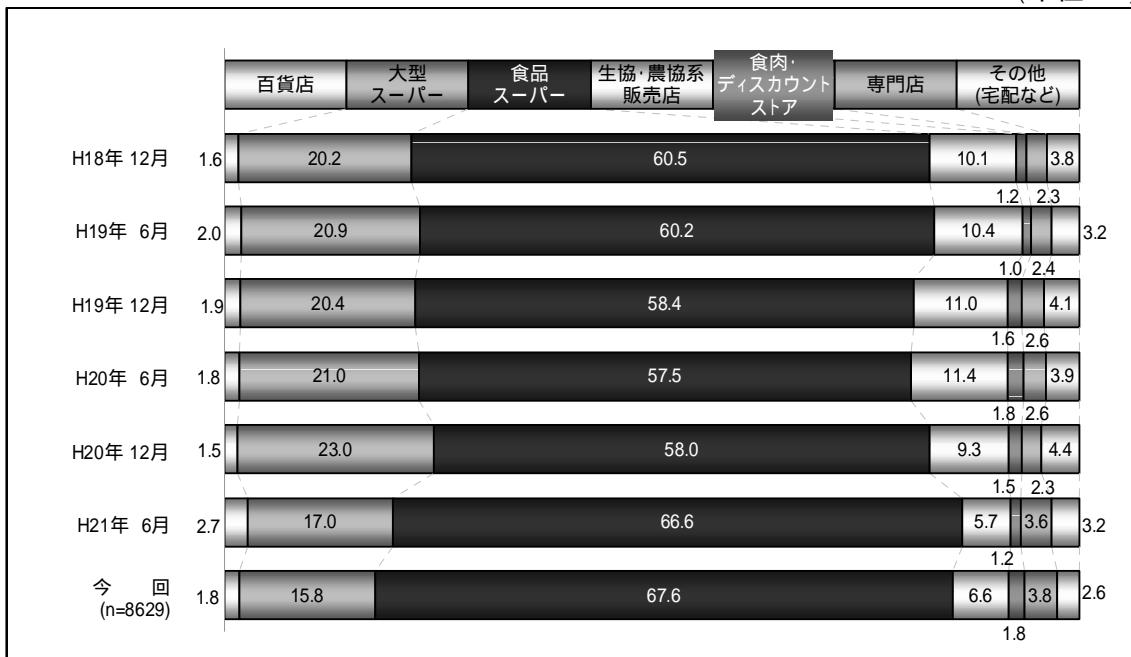 百貨店
大型
スーパー
食品
スーパー
生協・農協系
販売店
食肉・
ディスカウント
ストア
専門店
その他
(宅配など)
H18年 12月 1.6 20.2 60.5 10.1 3.8
1.2 2.3
H19年 6月 2.0 20.9 60.2 10.4 3.2
1.0 2.4
H19年 12月 1.9 20.4 58.4 11.0 4.1
1.6 2.6
H20年 6月 1.8 21.0 57.5 11.4 3.9
1.8 2.6
H20年 12月 1.5 23.0 58.0 9.3 4.4
1.5 2.3
H21年 6月 2.7 17.0 66.6 5.7 3.6 3.2
1.2
今 回
(n=8629) 1.8 15.8 67.6 6.6 3.8 2.6
1.8